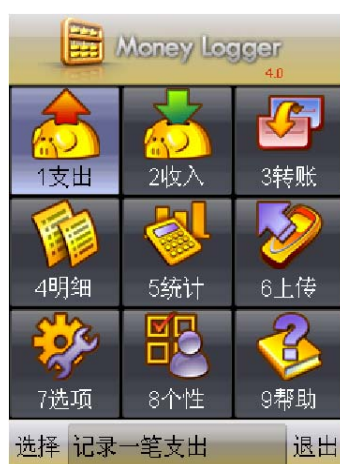 Money Logger
4.0
1支出 2收入 3转账
4明细 5统计 6上传
7选项 8个性 9帮助
选择 记录一笔支出 退出